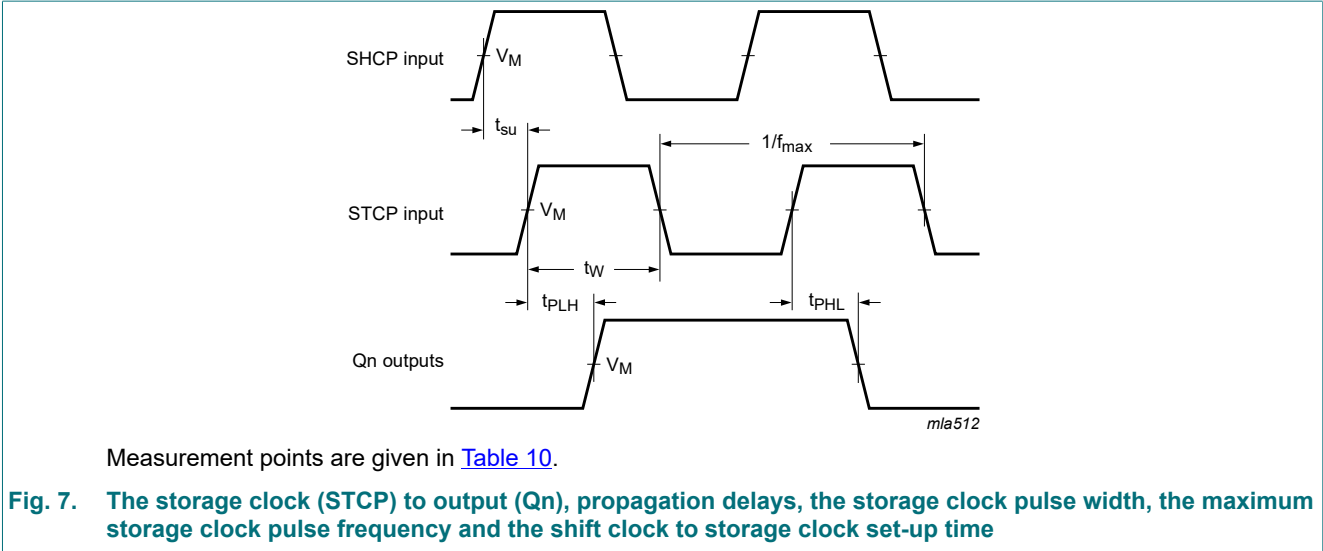 SHCP input
VM
tsu
1/fmax
STCP input
VM
tW
tPLH
tPHL
Qn outputs
VM
mla512
Measurement points are given in Table 10.
Fig. 7. The storage clock (STCP) to output (Qn), propagation delays, the storage clock pulse width, the maximum
storage clock pulse frequency and the shift clock to storage clock set-up time